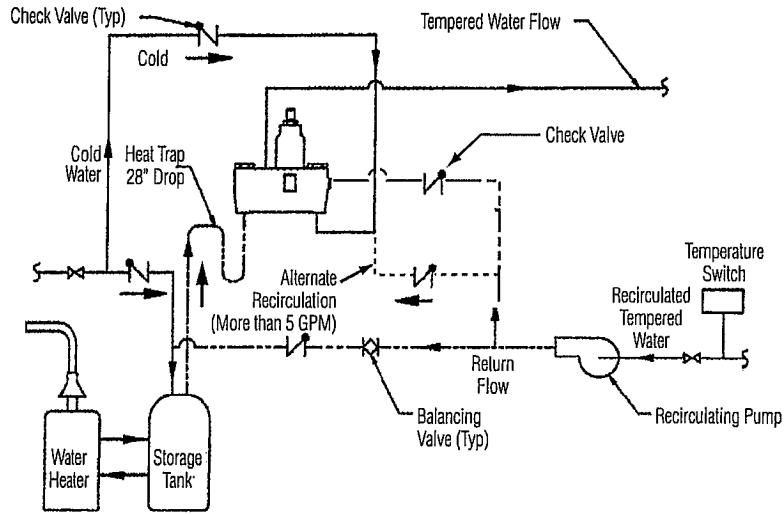 Check Valve (Typ)
Cold
Tempered Water Flow
Check Valve
Cold
Water
Heat Trap
28" Drop
Temperature
Switch
Alternate
Recirculation
(More than 5 GPM)
Recirculated
Tempered
Water
Return
Flow
Recirculating Pump
Balancing
Valve (Typ)
Water
Heater
Storage
Tank